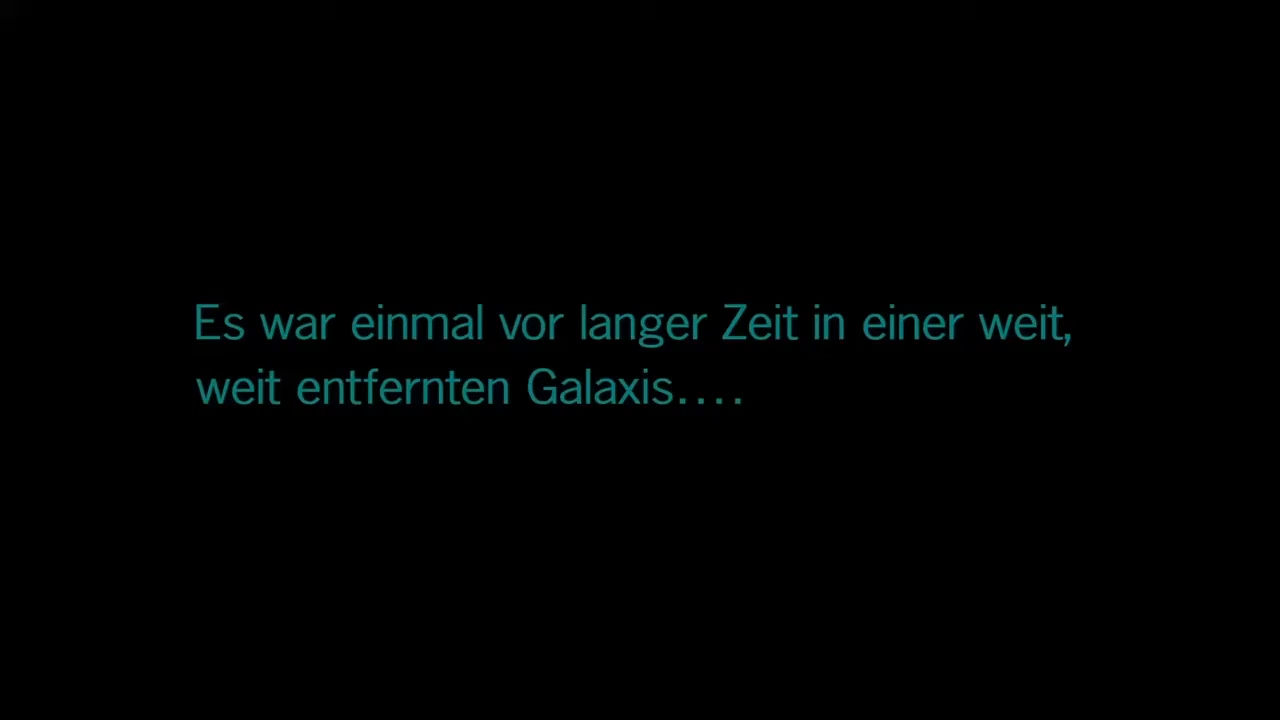 Es war einmal vor langer Zeit in einer weit,
weit entfernten Galaxis....